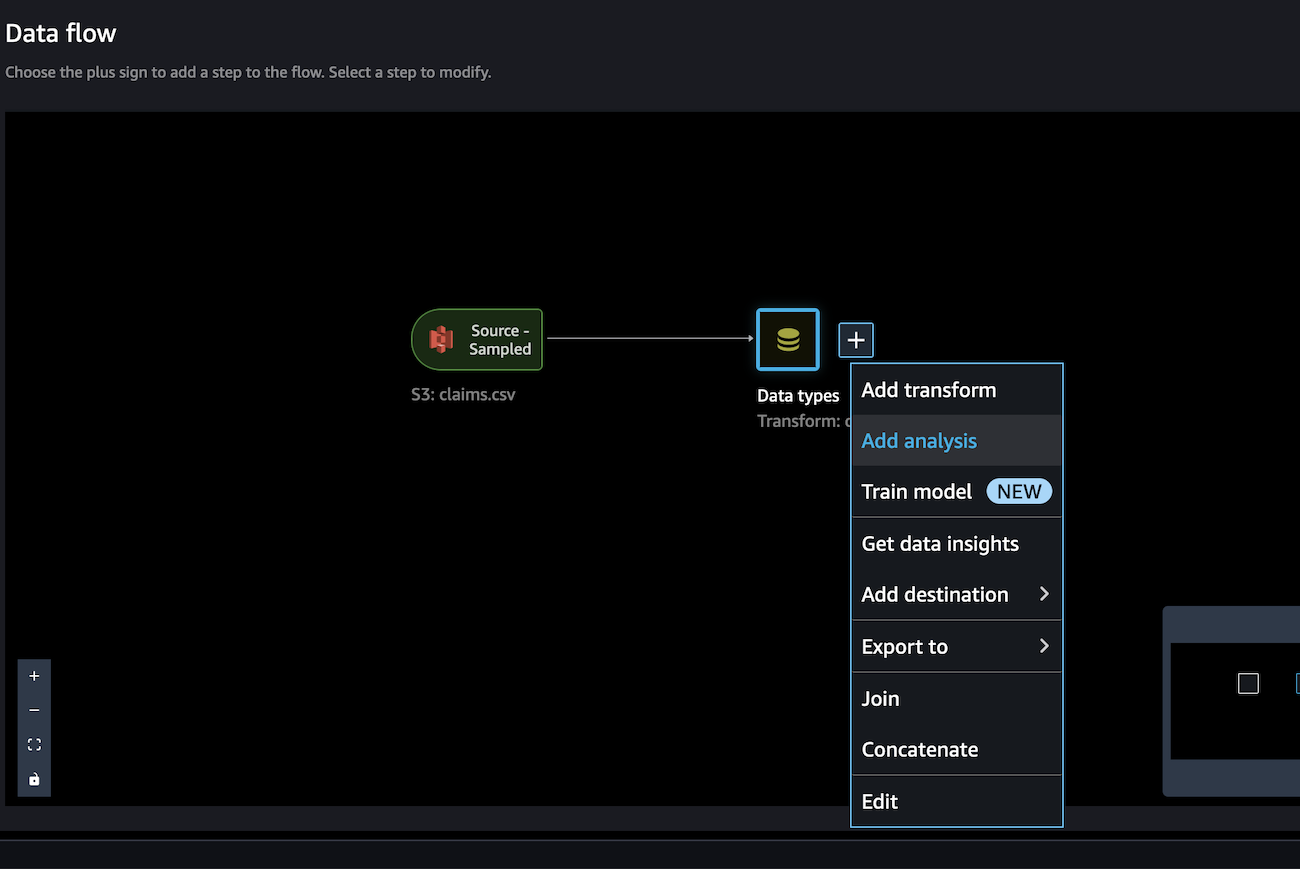 Data flow
Choose the plus sign to add a step to the flow. Select a step to modify.
Source -
Sampled
S3: claims.csv
Data types
Transform:
Add transform
Add analysis
Train model NEW
Get data insights
Add destination
Export to
Join
Concatenate
Edit